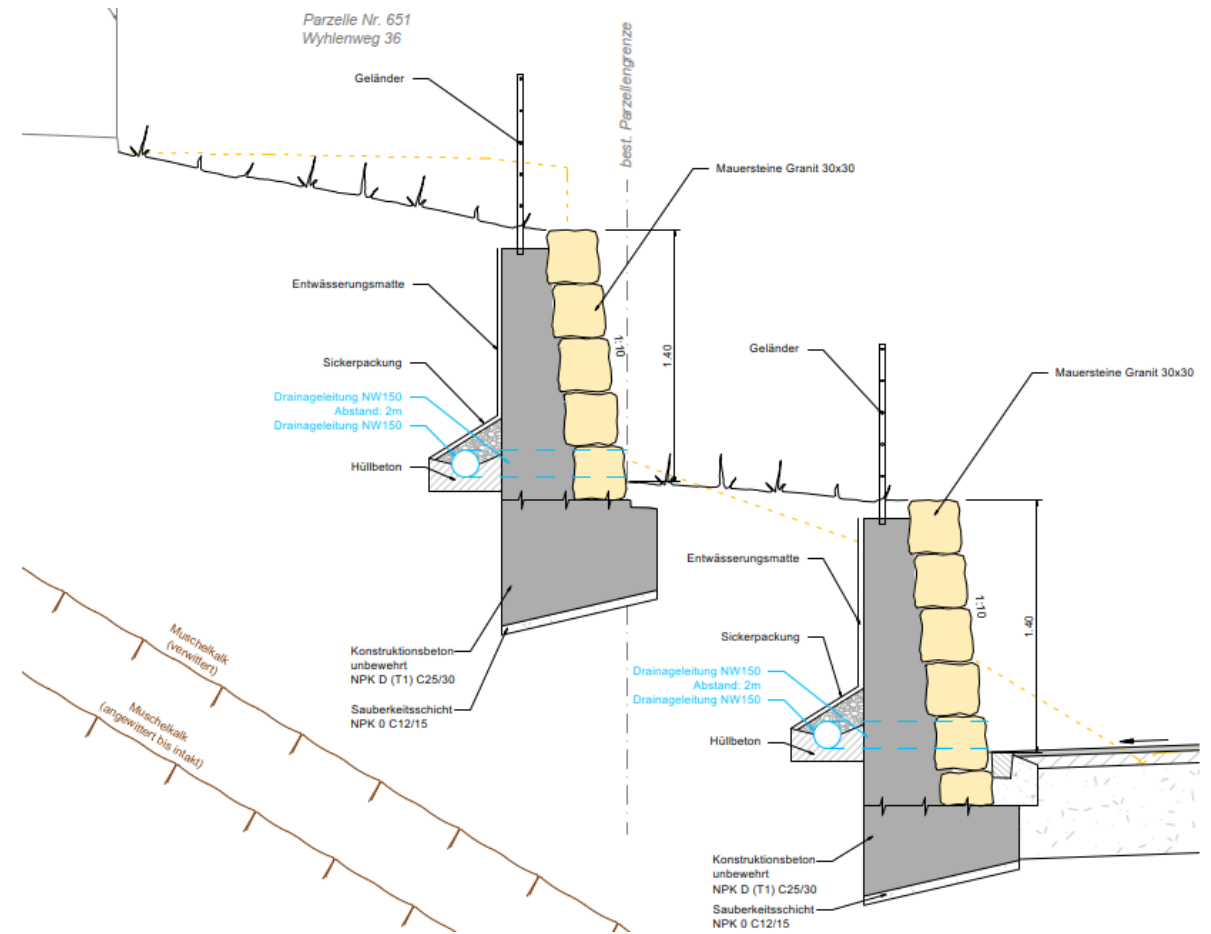 Parzelle Nr. 651
Wyhlenweg 36
Geländer
best. Parzellengrenze
Mauersteine Granit 30x30
Entwässerungsmatte
1:10
1.40
Sickerpackung
Drainageleitung NW150
Abstand: 2m
Drainageleitung NW150
Hüllbeton
Geländer
Mauersteine Granit 30x30
Entwässerungsmatte
1:10
1.40
Sickerpackung
Muschelkalk
(verwittert)
Konstruktionsbeton
unbewehrt
NPK D (T1) C25/30
Sauberkeitsschicht
NPK 0 C12/15
Drainageleitung NW150
Abstand: 2m
Drainageleitung NW150
Hüllbeton
Muschelkalk
(angewittert bis intakt)
Konstruktionsbeton
unbewehrt
NPK D (T1) C25/30
Sauberkeitsschicht
NPK 0 C12/15